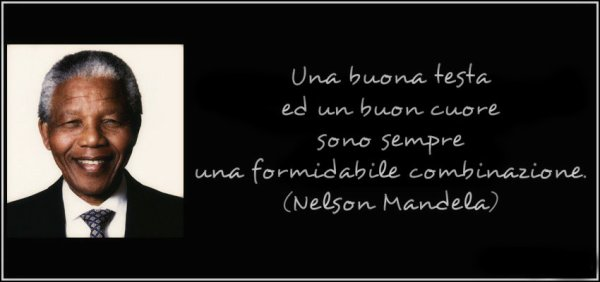 Una buona testa
ed un buon cuore
sono sempre
una formidabile combinazione.
(Nelson Mandela)